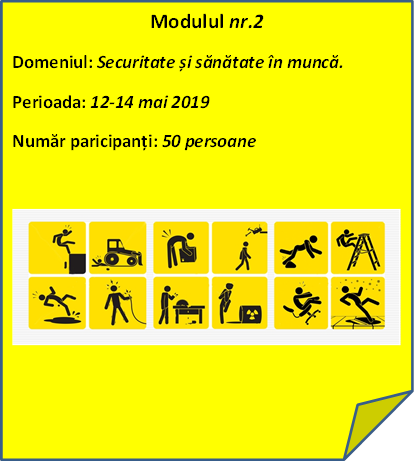 Modulul nr.2
Domeniul: Securitate și sănătate în muncă.
Perioada: 12-14 mai 2019
Număr paricipanți: 50 persoane